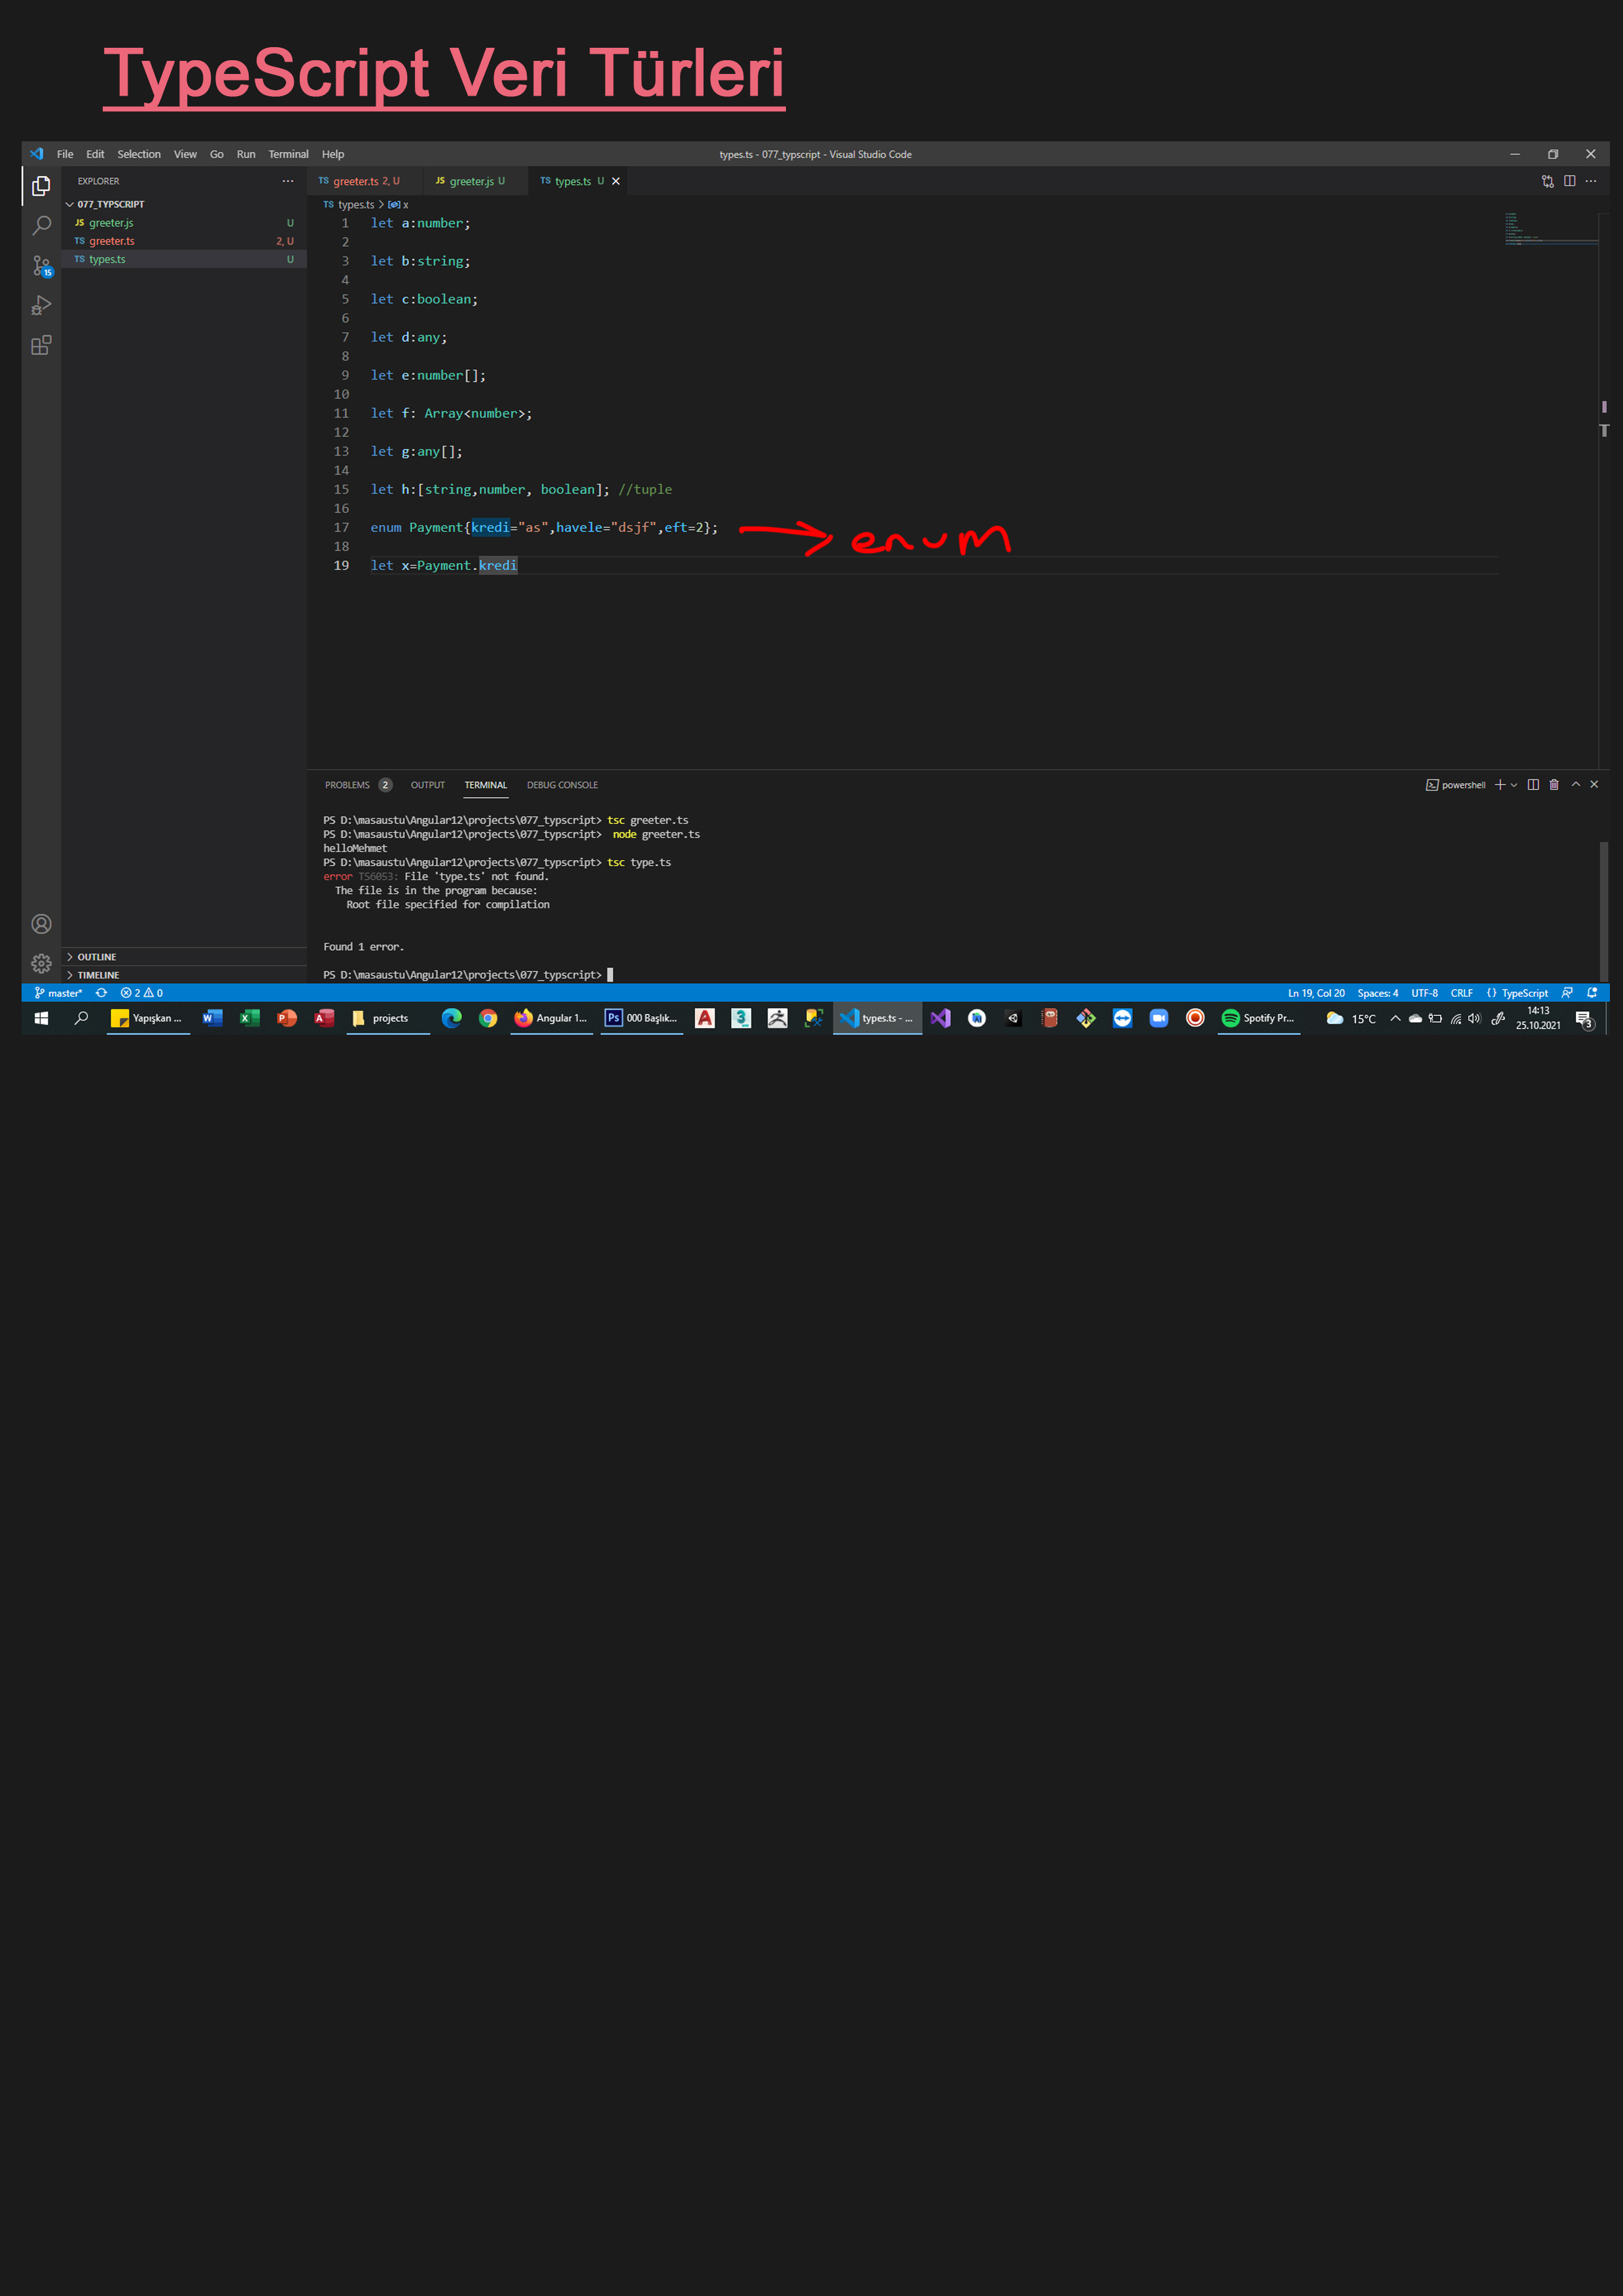 TypeScript Veri Türleri
File Edit Selection View Go Run Terminal Help
types.ts - 077_typscript - Visual Studio Code
EXPLORER
077_TYPSCRIPT
JS greeter.js U
TS greeter.ts 2, U
TS types.ts U
15
TS greeter.ts 2, U JS greeter.js U TS types.ts U
TS types.ts > x
1 let a:number;
2
3 let b:string;
4
5 let c:boolean;
6
7 let d:any;
8
9 let e:number[];
10
11 let f: Array<number>;
12
13 let g:any[];
14
15 let h:[string,number, boolean]; //tuple
16
17 enum Payment{kredi="as",havele="dsjf",eft=2};
enum
18
19 let x=Payment.kredi
PROBLEMS 2 OUTPUT TERMINAL DEBUG CONSOLE
powershell
PS D:\masaustu\Angular12\projects\077_typscript> tsc greeter.ts
PS D:\masaustu\Angular12\projects\077_typscript> node greeter.ts
helloMehmet
PS D:\masaustu\Angular12\projects\077_typscript> tsc type.ts
error TS6053: File 'type.ts' not found.
The file is in the program because:
Root file specified for compilation
Found 1 error.
PS D:\masaustu\Angular12\projects\077_typscript>
OUTLINE
TIMELINE
master* 2 0
Ln 19, Col 20 Spaces: 4 UTF-8 CRLF {} TypeScript
Yapışkan ... projects Angular 1... Ps 000 Başlık... types.ts - ... Spotify Pr... 15°C
14:13
25.10.2021
3